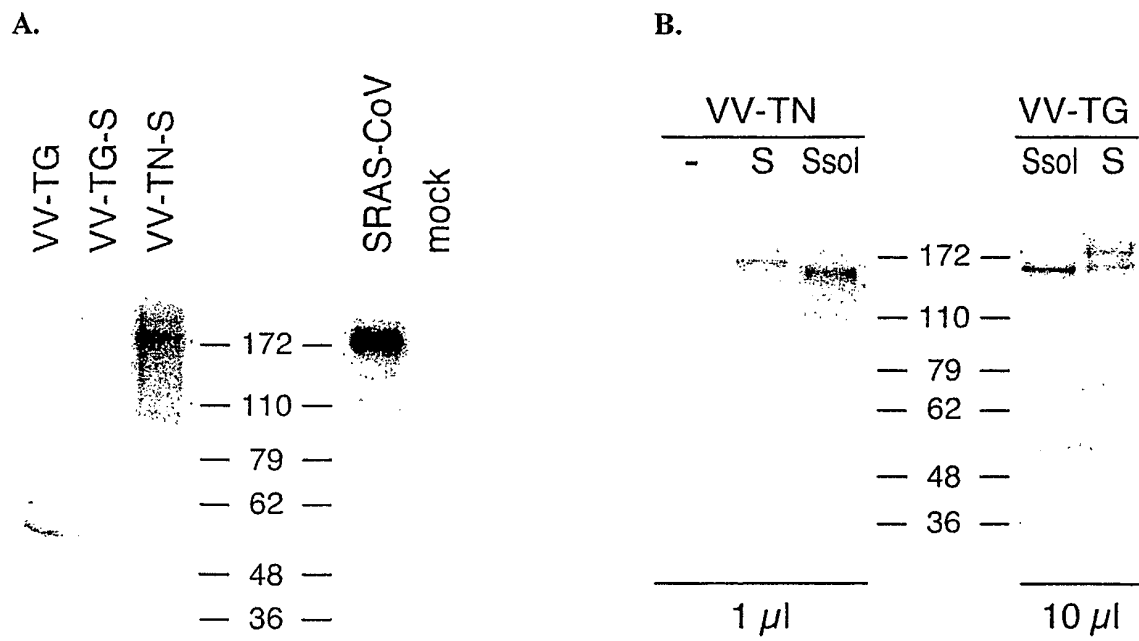 A.
VV-TG
VV-TG-S
VV-TN-S
SRAS-CoV
mock
— 172 —
— 110 —
— 79 —
— 62 —
— 48 —
— 36 —
B.
VV-TN
- S Ssol
VV-TG
Ssol S
— 172 —
— 110 —
— 79 —
— 62 —
— 48 —
— 36 —
1 µl
10 µl